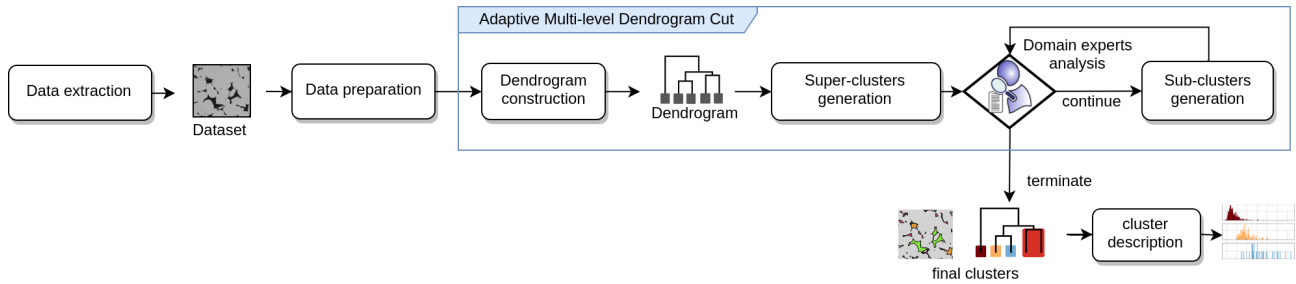 Adaptive Multi-level Dendrogram Cut
Data extraction
Dataset
Data preparation
Dendrogram
construction
Dendrogram
Super-clusters
generation
Domain experts
analysis
continue
Sub-clusters
generation
terminate
final clusters
cluster
description